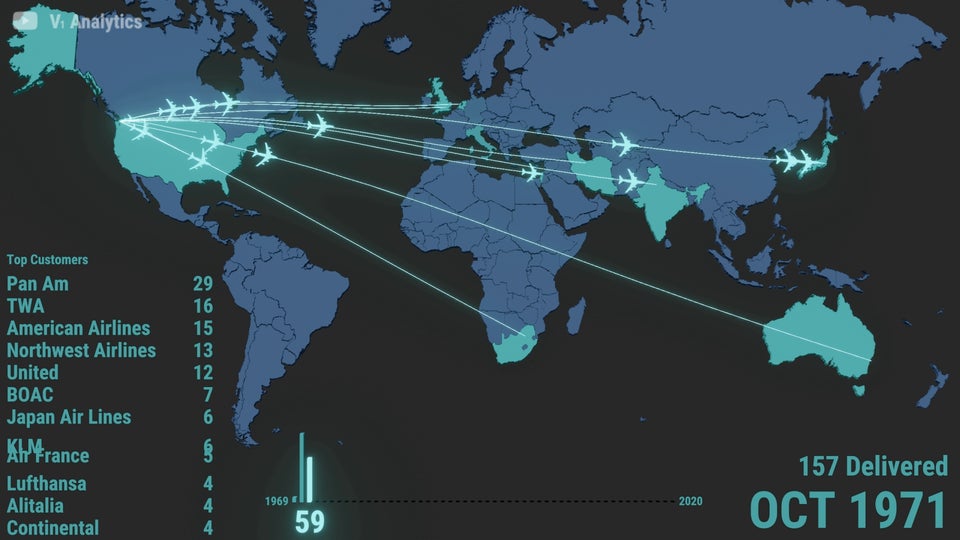 V1 Analytics
Top Customers
Pan Am 29
TWA 16
American Airlines 15
Northwest Airlines 13
United 12
BOAC 7
Japan Air Lines 6
KLM 6
Air France 5
Lufthansa 4
Alitalia 4
Continental 4
1969
2020
59
157 Delivered
OCT 1971